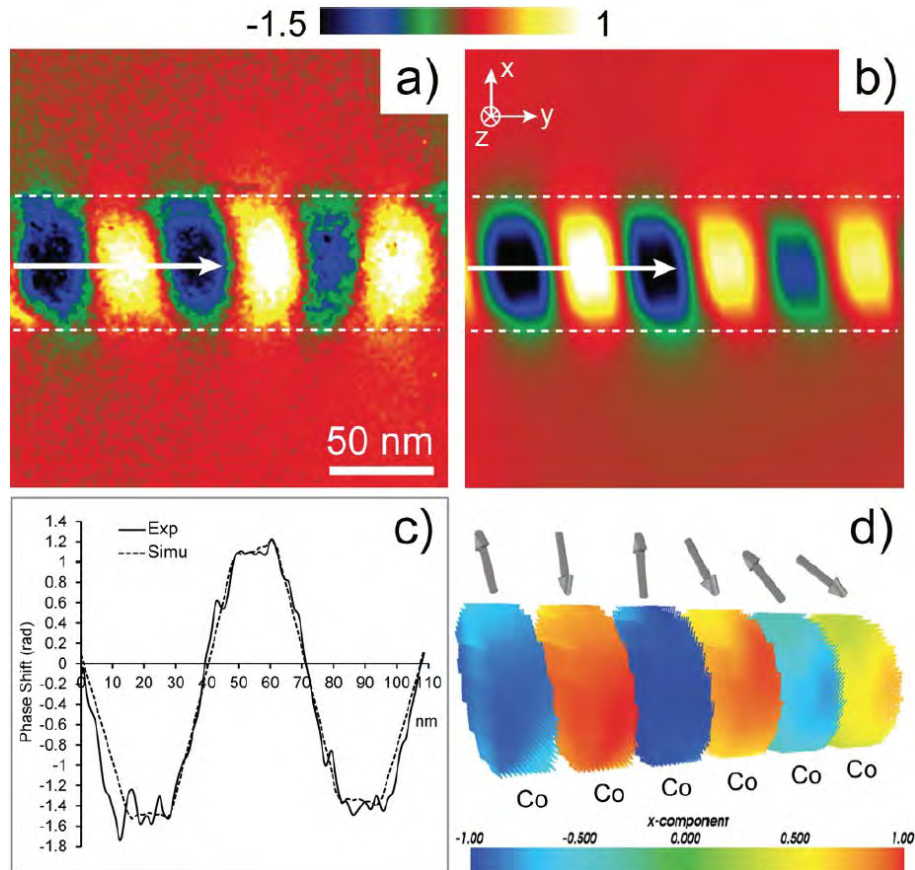 -1.5 1
a)
b)
x
y
z
50 nm
c)
Exp
Simu
Phase Shift (rad)
1.4
1.2
1
0.8
0.6
0.4
0.2
0
-0.2
-0.4
-0.6
-0.8
-1
-1.2
-1.4
-1.6
-1.8
0 10 20 30 40 50 60 70 80 90 100 110
nm
d)
Co Co Co Co Co Co
x-component
-1.00 -0.500 0.000 0.500 1.00